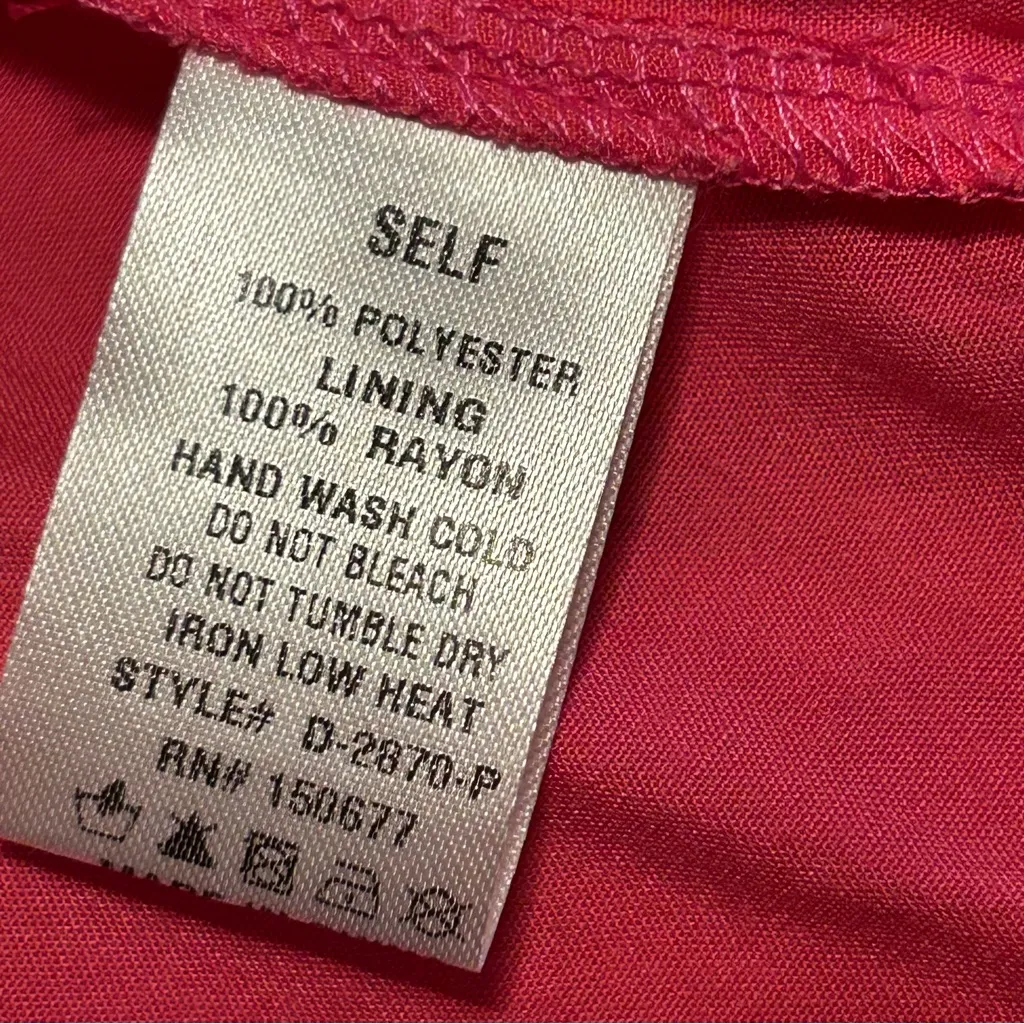 SELF
100% POLYESTER
LINING
100% RAYON
HAND WASH COLD
DO NOT BLEACH
DO NOT TUMBLE DRY
IRON LOW HEAT
STYLE# D-2870-P
RN# 150677